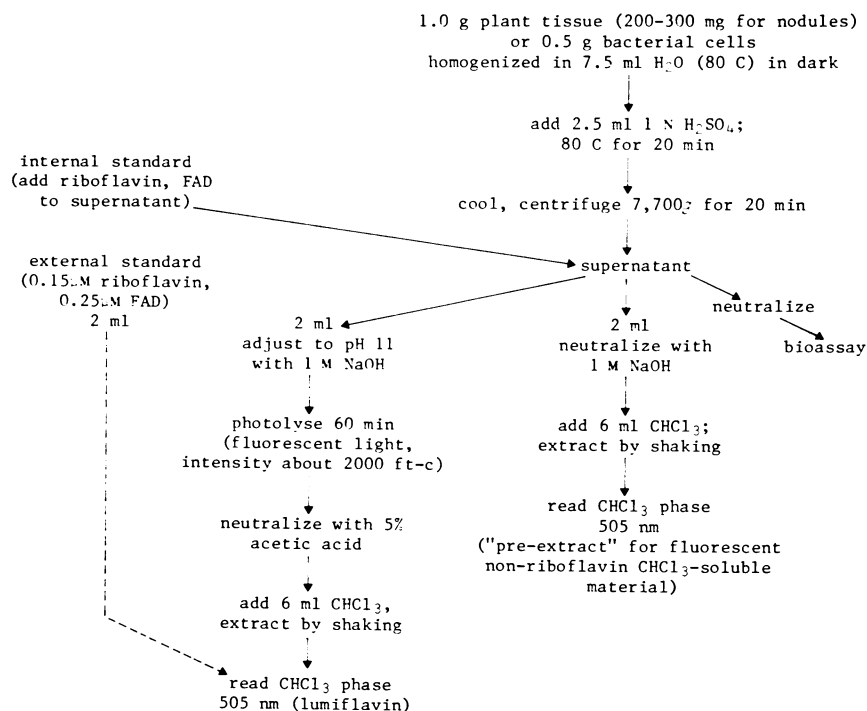 1.0 g plant tissue (200-300 mg for nodules)
or 0.5 g bacterial cells
homogenized in 7.5 ml H₂O (80 C) in dark
add 2.5 ml 1 N H₂SO₄;
80 C for 20 min
cool, centrifuge 7,700g for 20 min
internal standard
(add riboflavin, FAD
to supernatant)
supernatant
external standard
(0.15μM riboflavin,
0.25μM FAD)
2 ml
2 ml
adjust to pH 11
with 1 M NaOH
2 ml
neutralize with
1 M NaOH
neutralize
bioassay
photolyse 60 min
(fluorescent light,
intensity about 2000 ft-c)
add 6 ml CHCl₃;
extract by shaking
neutralize with 5%
acetic acid
read CHCl₃ phase
505 nm
("pre-extract" for fluorescent
non-riboflavin CHCl₃-soluble
material)
add 6 ml CHCl₃,
extract by shaking
read CHCl₃ phase
505 nm (lumiflavin)